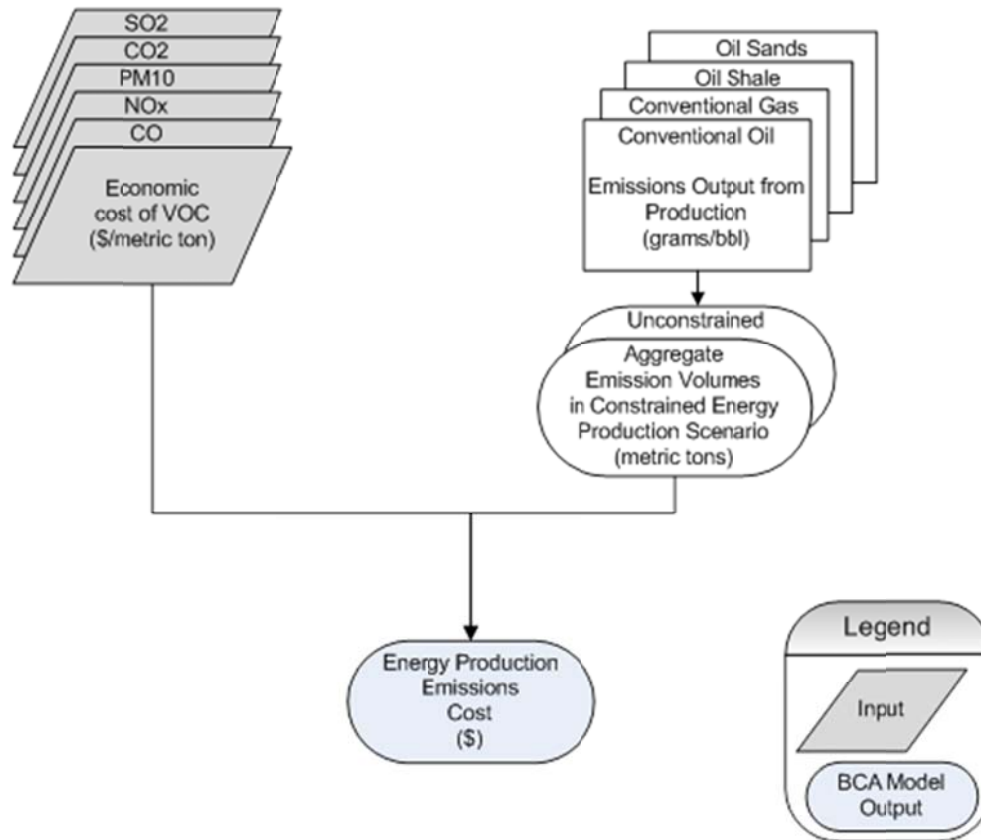 SO2
CO2
PM10
NOx
CO
Economic
cost of VOC
($/metric ton)
Oil Sands
Oil Shale
Conventional Gas
Conventional Oil
Emissions Output from
Production
(grams/bbl)
Unconstrained
Aggregate
Emission Volumes
in Constrained Energy
Production Scenario
(metric tons)
Energy Production
Emissions
Cost
($)
Legend
Input
BCA Model
Output